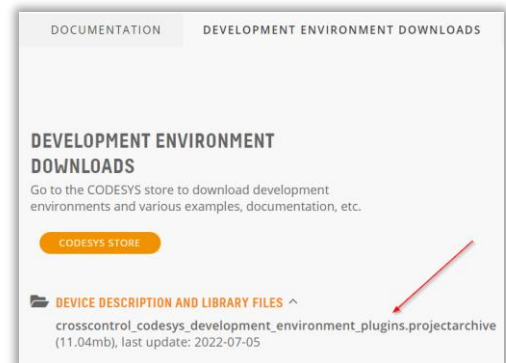 DOCUMENTATION DEVELOPMENT ENVIRONMENT DOWNLOADS
DEVELOPMENT ENVIRONMENT
DOWNLOADS
Go to the CODESYS store to download development
environments and various examples, documentation, etc.
CODESYS STORE
DEVICE DESCRIPTION AND LIBRARY FILES ^
crosscontrol_codesys_development_environment_plugins.projectarchive
(11.04mb), last update: 2022-07-05